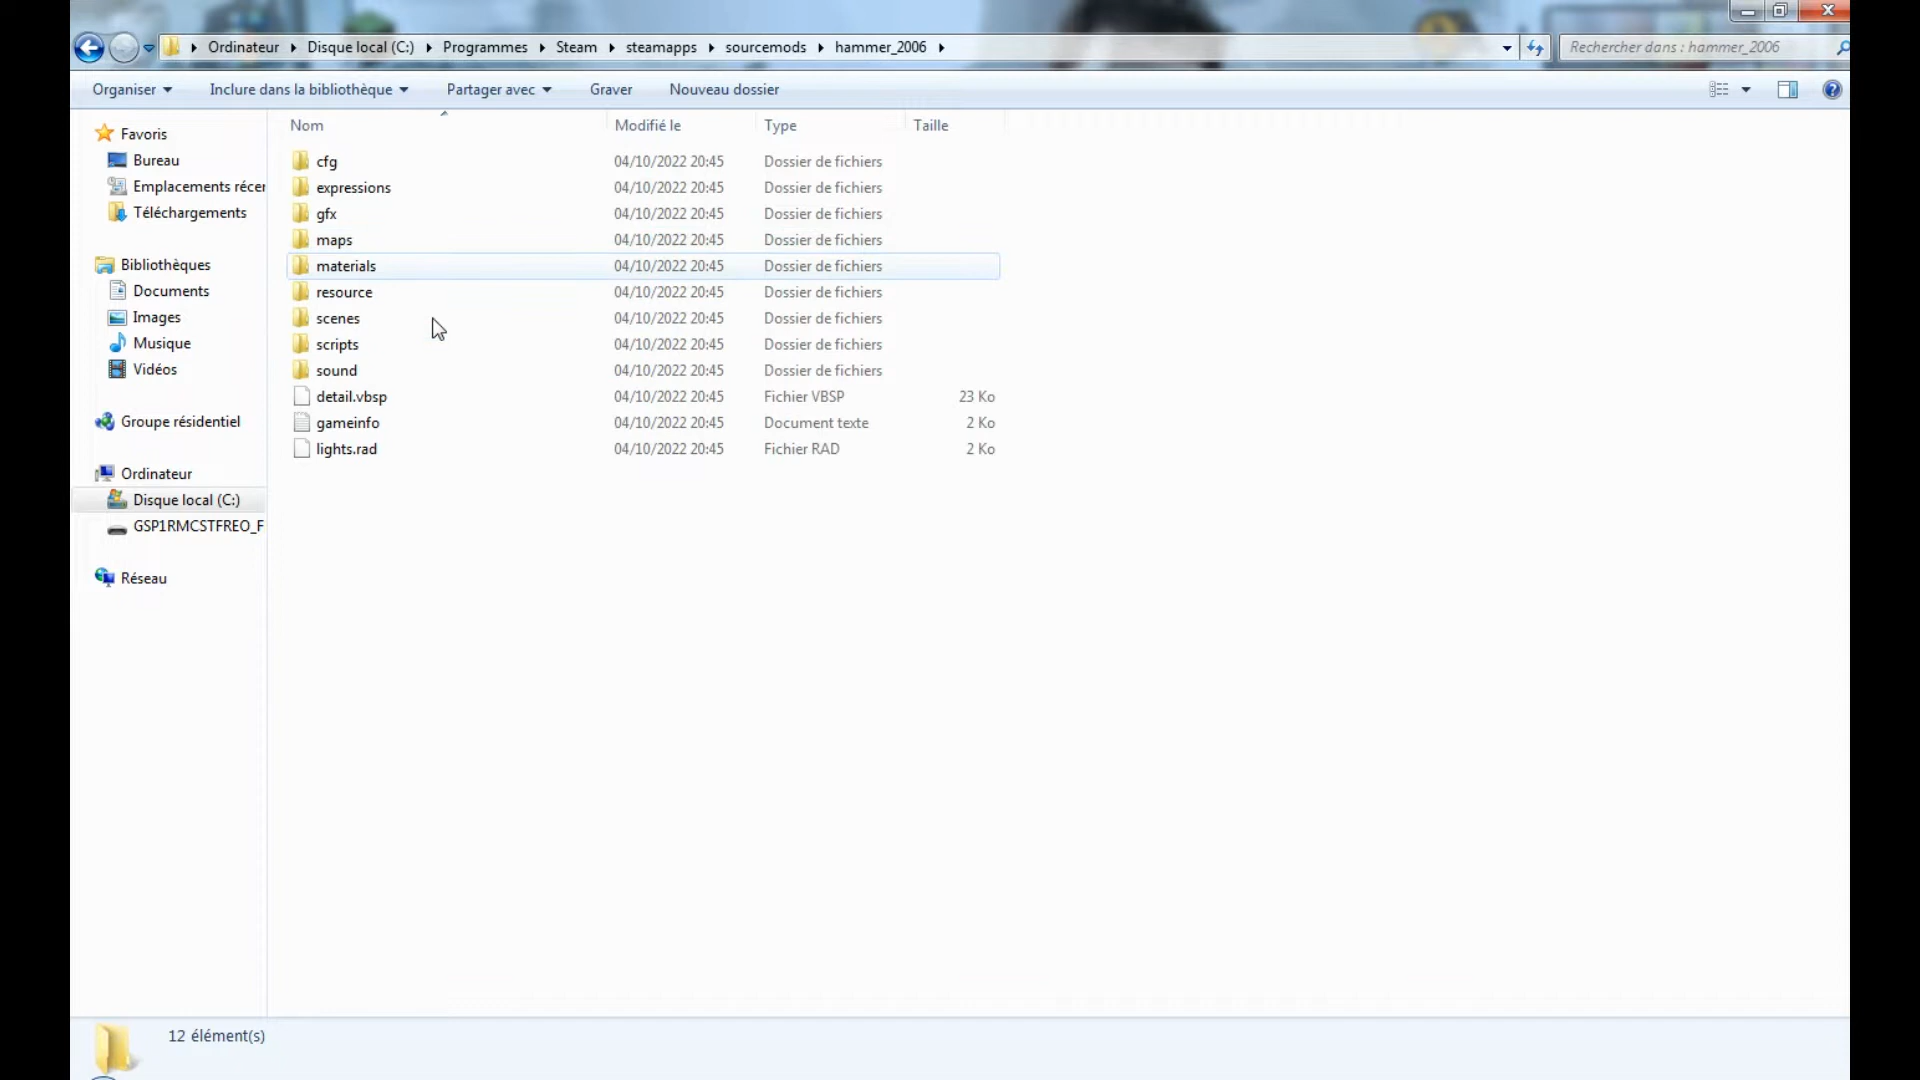 Ordinateur Disque local (C:) Programmes Steam steamapps sourcemods hammer_2006 Rechercher dans : hammer_2006
Organiser Inclure dans la bibliothèque Partager avec Graver Nouveau dossier
Favoris
Bureau
Emplacements récen
Téléchargements
Bibliothèques
Documents
Images
Musique
Vidéos
Groupe résidentiel
Ordinateur
Disque local (C:)
GSP1RMCSTFREO_F
Réseau
Nom Modifié le Type Taille
cfg 04/10/2022 20:45 Dossier de fichiers
expressions 04/10/2022 20:45 Dossier de fichiers
gfx 04/10/2022 20:45 Dossier de fichiers
maps 04/10/2022 20:45 Dossier de fichiers
materials 04/10/2022 20:45 Dossier de fichiers
resource 04/10/2022 20:45 Dossier de fichiers
scenes 04/10/2022 20:45 Dossier de fichiers
scripts 04/10/2022 20:45 Dossier de fichiers
sound 04/10/2022 20:45 Dossier de fichiers
detail.vbsp 04/10/2022 20:45 Fichier VBSP 23 Ko
gameinfo 04/10/2022 20:45 Document texte 2 Ko
lights.rad 04/10/2022 20:45 Fichier RAD 2 Ko
12 élément(s)